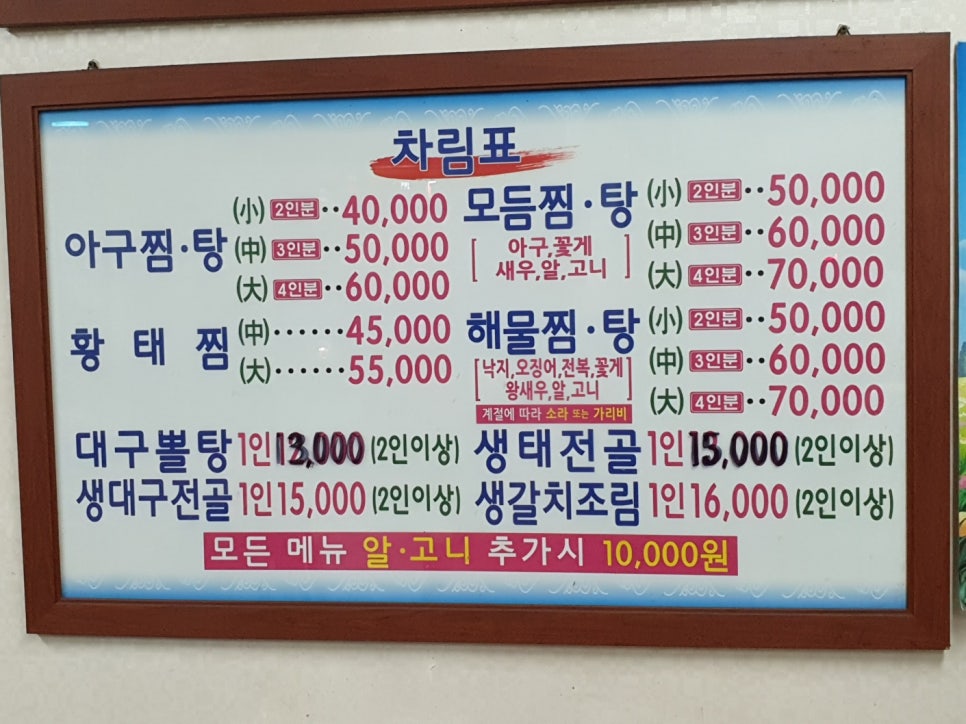 차림표
아구찜·탕
(小) 2인분··40,000
(中) 3인분··50,000
(大) 4인분··60,000
황태찜
(中)······45,000
(大)······55,000
대구뽈탕 1인 13,000 (2인이상)
생대구전골 1인 15,000 (2인이상)
모듬찜·탕
[아구,꽃게
새우,알,고니]
(小) 2인분··50,000
(中) 3인분··60,000
(大) 4인분··70,000
해물찜·탕
[낙지,오징어,전복,꽃게
왕새우,알,고니]
계절에 따라 소라 또는 가리비
(小) 2인분··50,000
(中) 3인분··60,000
(大) 4인분··70,000
생태전골 1인 15,000 (2인이상)
생갈치조림 1인 16,000 (2인이상)
모든 메뉴 알·고니 추가시 10,000원